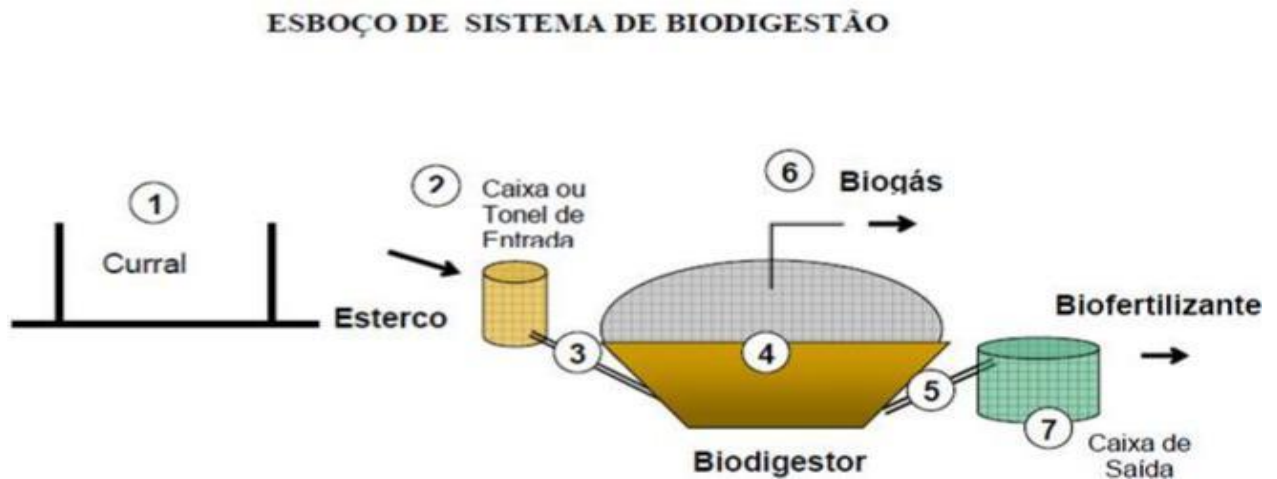 ESBOÇO DE SISTEMA DE BIODIGESTÃO
1
Curral
Esterco
2
Caixa ou
Tonel de
Entrada
3
4
Biodigestor
6
Biogás
5
Biofertilizante
7
Caixa de
Saída